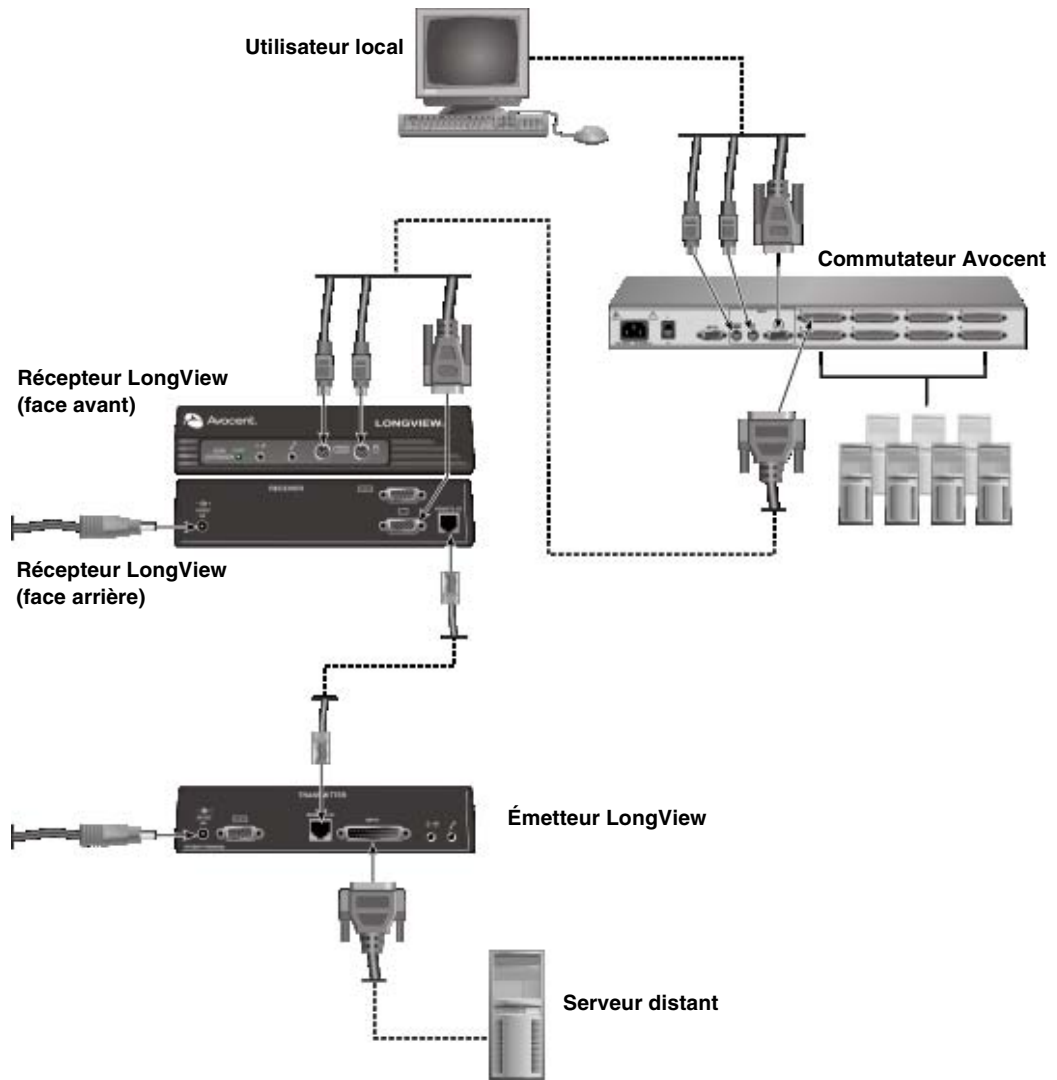 Utilisateur local
Commutateur Avocent
Récepteur LongView
(face avant)
Avocent.
LONGVIEW
RECEIVER
Récepteur LongView
(face arrière)
TRANSMITTER
Émetteur LongView
Serveur distant